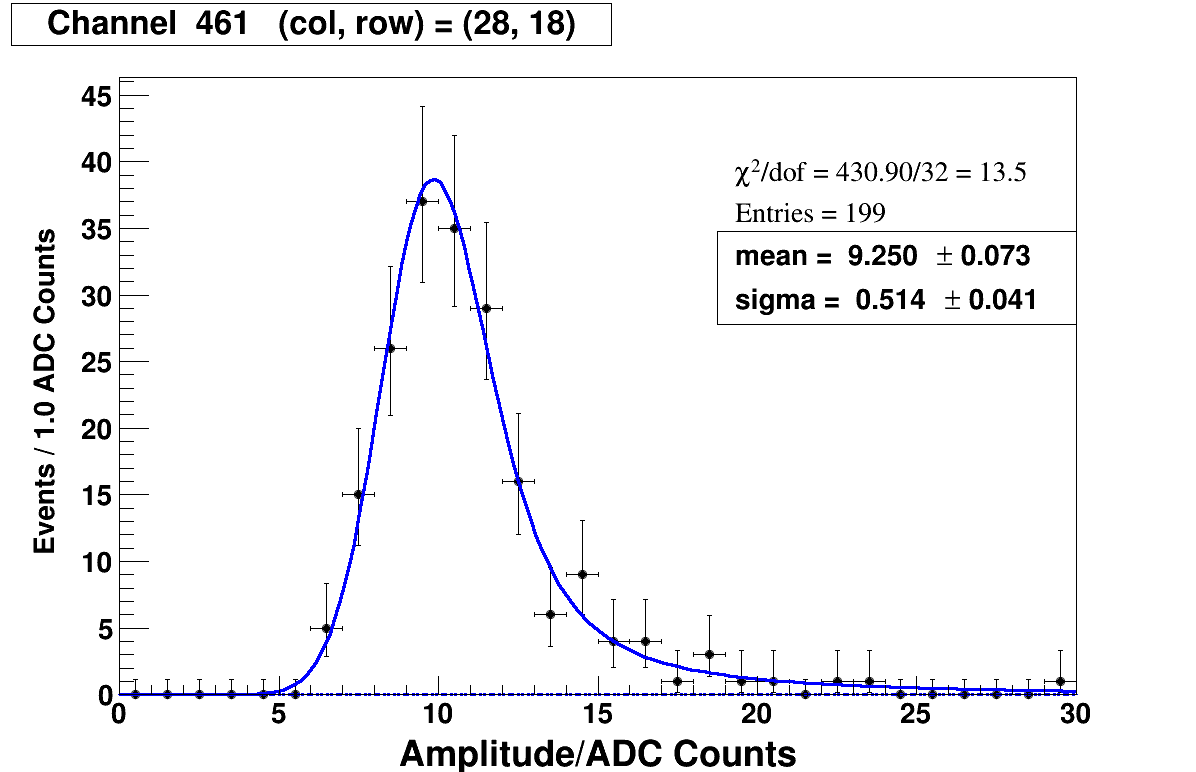 Channel 461 (col, row) = (28, 18)
45
40
35
30
25
20
15
10
5
0
Events / 1.0 ADC Counts
χ²/dof = 430.90/32 = 13.5
Entries = 199
mean = 9.250 ± 0.073
sigma = 0.514 ± 0.041
0 5 10 15 20 25 30
Amplitude/ADC Counts